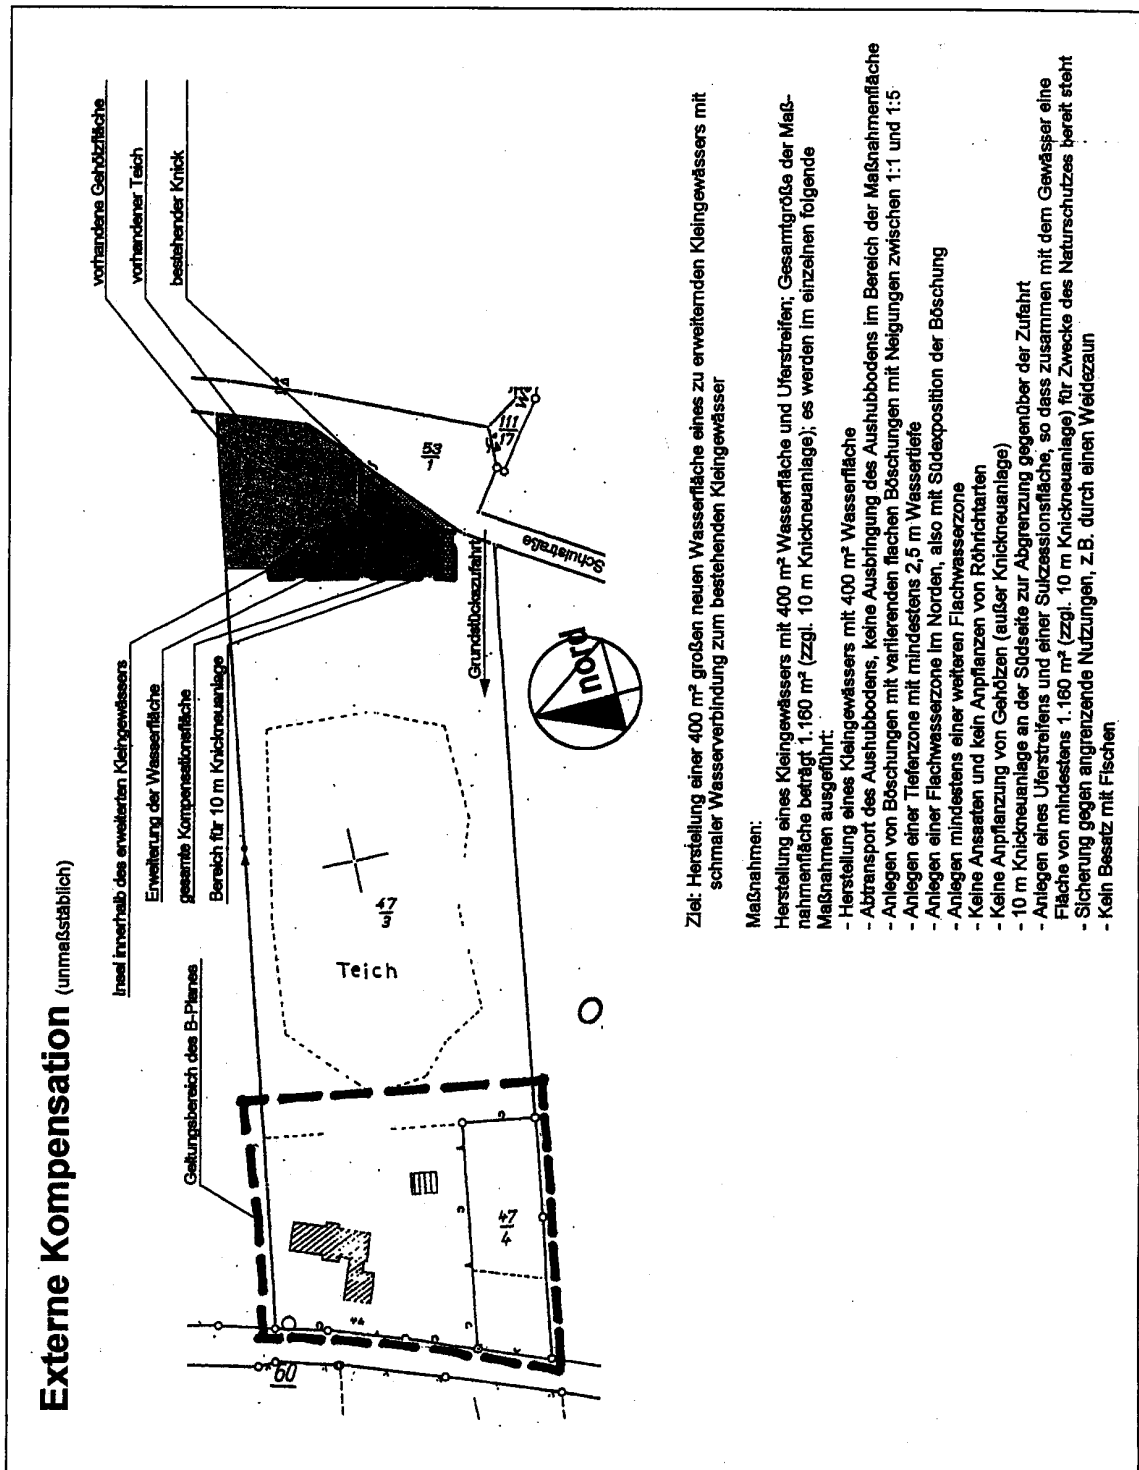 Externe Kompensation (unmaßstäblich)
Geltungsbereich des B-Planes
Insel innerhalb des erweiterten Kleingewässers
Erweiterung der Wasserfläche
gesamte Kompensationsfläche
Bereich für 10 m Knickneuanlage
vorhandene Gehölzfläche
vorhandener Teich
bestehender Knick
60
47
4
47
3
Teich
53
1
111
17
Grundstückszufahrt
Schulstraße
nord
Ziel: Herstellung einer 400 m² großen neuen Wasserfläche eines zu erweiternden Kleingewässers mit
schmaler Wasserverbindung zum bestehenden Kleingewässer
Maßnahmen:
Herstellung eines Kleingewässers mit 400 m² Wasserfläche und Uferstreifen; Gesamtgröße der Maß-
nahmenfläche beträgt 1.160 m² (zzgl. 10 m Knickneuanlage); es werden im einzelnen folgende
Maßnahmen ausgeführt:
- Herstellung eines Kleingewässers mit 400 m² Wasserfläche
- Abtransport des Aushubbodens, keine Ausbringung des Aushubbodens im Bereich der Maßnahmenfläche
- Anlegen von Böschungen mit variierenden flachen Böschungen mit Neigungen zwischen 1:1 und 1:5
- Anlegen einer Tiefenzone mit mindestens 2,5 m Wassertiefe
- Anlegen einer Flachwasserzone im Norden, also mit Südexposition der Böschung
- Anlegen mindestens einer weiteren Flachwasserzone
- Keine Ansaaten und kein Anpflanzen von Röhrichtarten
- Keine Anpflanzung von Gehölzen (außer Knickneuanlage)
- 10 m Knickneuanlage an der Südseite zur Abgrenzung gegenüber der Zufahrt
- Anlegen eines Uferstreifens und einer Sukzessionsfläche, so dass zusammen mit dem Gewässer eine
Fläche von mindestens 1.160 m² (zzgl. 10 m Knickneuanlage) für Zwecke des Naturschutzes bereit steht
- Sicherung gegen angrenzende Nutzungen, z.B. durch einen Weidezaun
- Kein Besatz mit Fischen